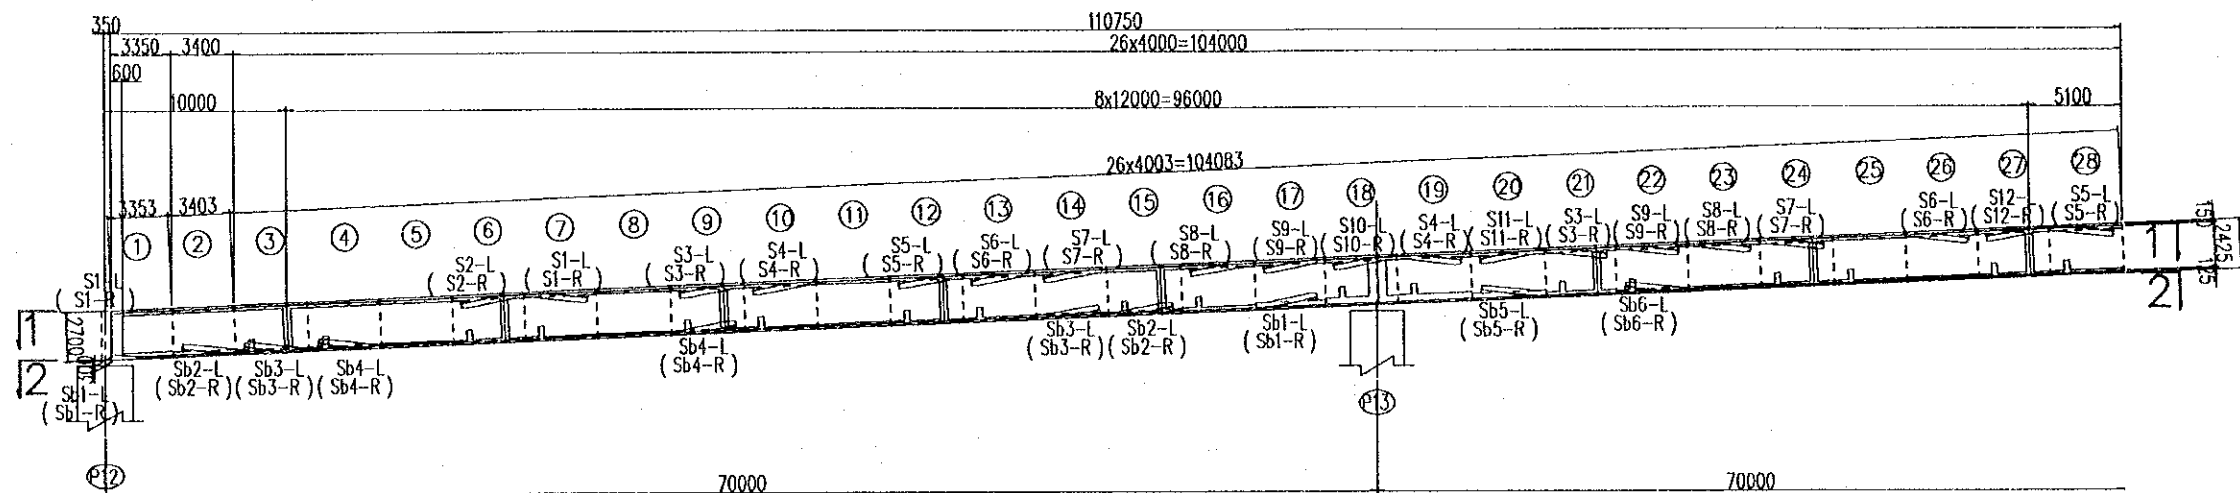 350
110750
3350
3400
26x4000=104000
600
10000
8x12000=96000
5100
26x4003=104083
3353
3403
1
2
3
4
5
6
7
8
9
10
11
12
13
14
15
16
17
18
19
20
21
22
23
24
25
26
27
28
S1-L
(S1-R)
S2-L
(S2-R)
S1-L
(S1-R)
S3-L
(S3-R)
S4-L
(S4-R)
S5-L
(S5-R)
S6-L
(S6-R)
S7-L
(S7-R)
S8-L
(S8-R)
S9-L
(S9-R)
S10-L
(S10-R)
S4-L
(S4-R)
S11-L
(S11-R)
S3-L
(S3-R)
S9-L
(S9-R)
S8-L
(S8-R)
S7-L
(S7-R)
S6-L
(S6-R)
S12-L
(S12-R)
S5-L
(S5-R)
150
2425
125
1
2
1
2
2700
Sb1-L
(Sb1-R)
Sb2-L
(Sb2-R)
Sb3-L
(Sb3-R)
Sb4-L
(Sb4-R)
Sb4-L
(Sb4-R)
Sb3-L
(Sb3-R)
Sb2-L
(Sb2-R)
Sb1-L
(Sb1-R)
Sb5-L
(Sb5-R)
Sb6-L
(Sb6-R)
P12
P13
70000
70000